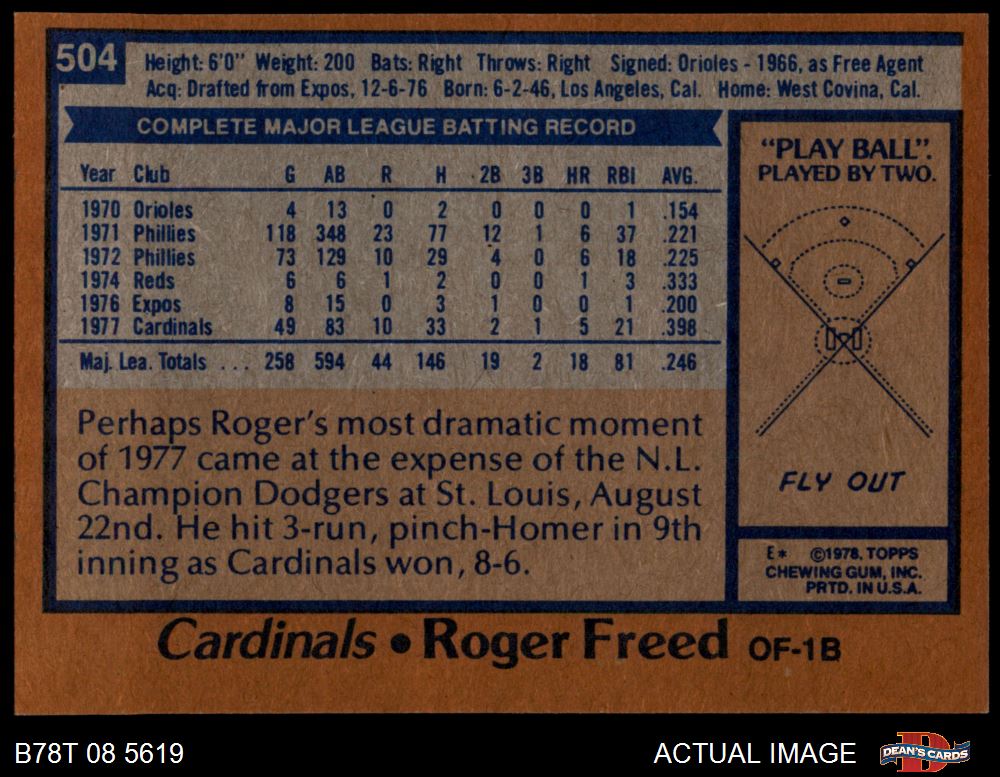 504
Height: 6'0" Weight: 200 Bats: Right Throws: Right Signed: Orioles - 1966, as Free Agent
Acq: Drafted from Expos, 12-6-76 Born: 6-2-46, Los Angeles, Cal. Home: West Covina, Cal.
COMPLETE MAJOR LEAGUE BATTING RECORD
Year Club G AB R H 2B 3B HR RBI AVG.
1970 Orioles 4 13 0 2 0 0 0 1 .154
1971 Phillies 118 348 23 77 12 1 6 37 .221
1972 Phillies 73 129 10 29 4 0 6 18 .225
1974 Reds 6 6 1 2 0 0 1 3 .333
1976 Expos 8 15 0 3 1 0 0 1 .200
1977 Cardinals 49 83 10 33 2 1 5 21 .398
Maj. Lea. Totals ... 258 594 44 146 19 2 18 81 .246
Perhaps Roger's most dramatic moment
of 1977 came at the expense of the N.L.
Champion Dodgers at St. Louis, August
22nd. He hit 3-run, pinch-Homer in 9th
inning as Cardinals won, 8-6.
"PLAY BALL".
PLAYED BY TWO.
FLY OUT
E* ©1978. TOPPS
CHEWING GUM, INC.
PRTD. IN U.S.A.
Cardinals • Roger Freed OF-1B
B78T 08 5619
ACTUAL IMAGE
DEAN'S CARDS